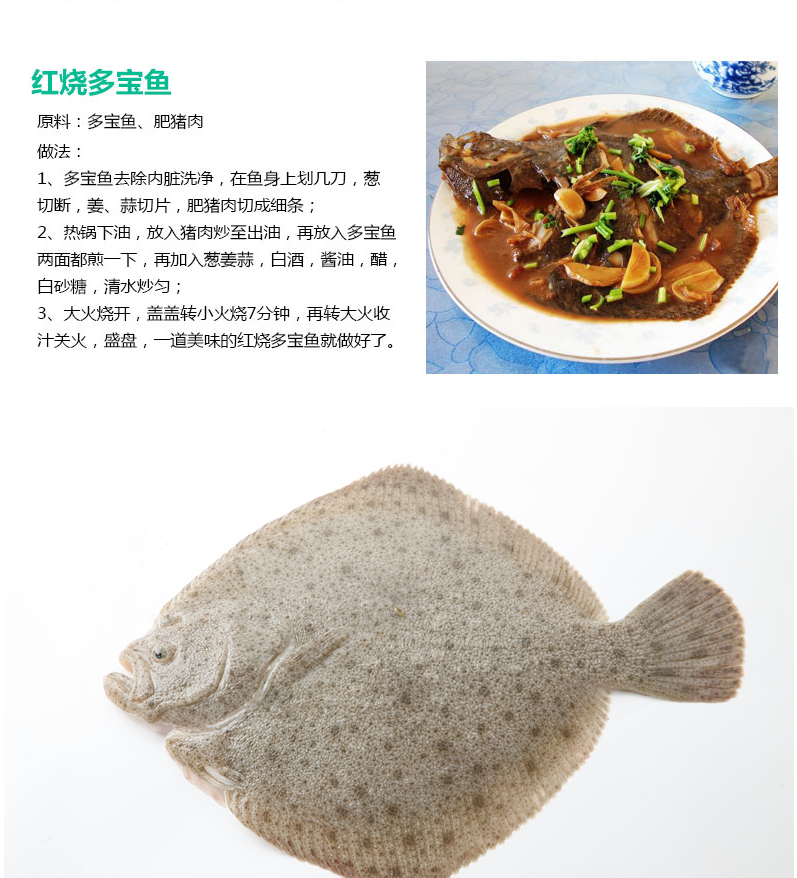 红烧多宝鱼
原料：多宝鱼、肥猪肉
做法：
1、多宝鱼去除内脏洗净，在鱼身上划几刀，葱
切断，姜、蒜切片，肥猪肉切成细条；
2、热锅下油，放入猪肉炒至出油，再放入多宝鱼
两面都煎一下，再加入葱姜蒜，白酒，酱油，醋，
白砂糖，清水炒匀；
3、大火烧开，盖盖转小火烧7分钟，再转大火收
汁关火，盛盘，一道美味的红烧多宝鱼就做好了。